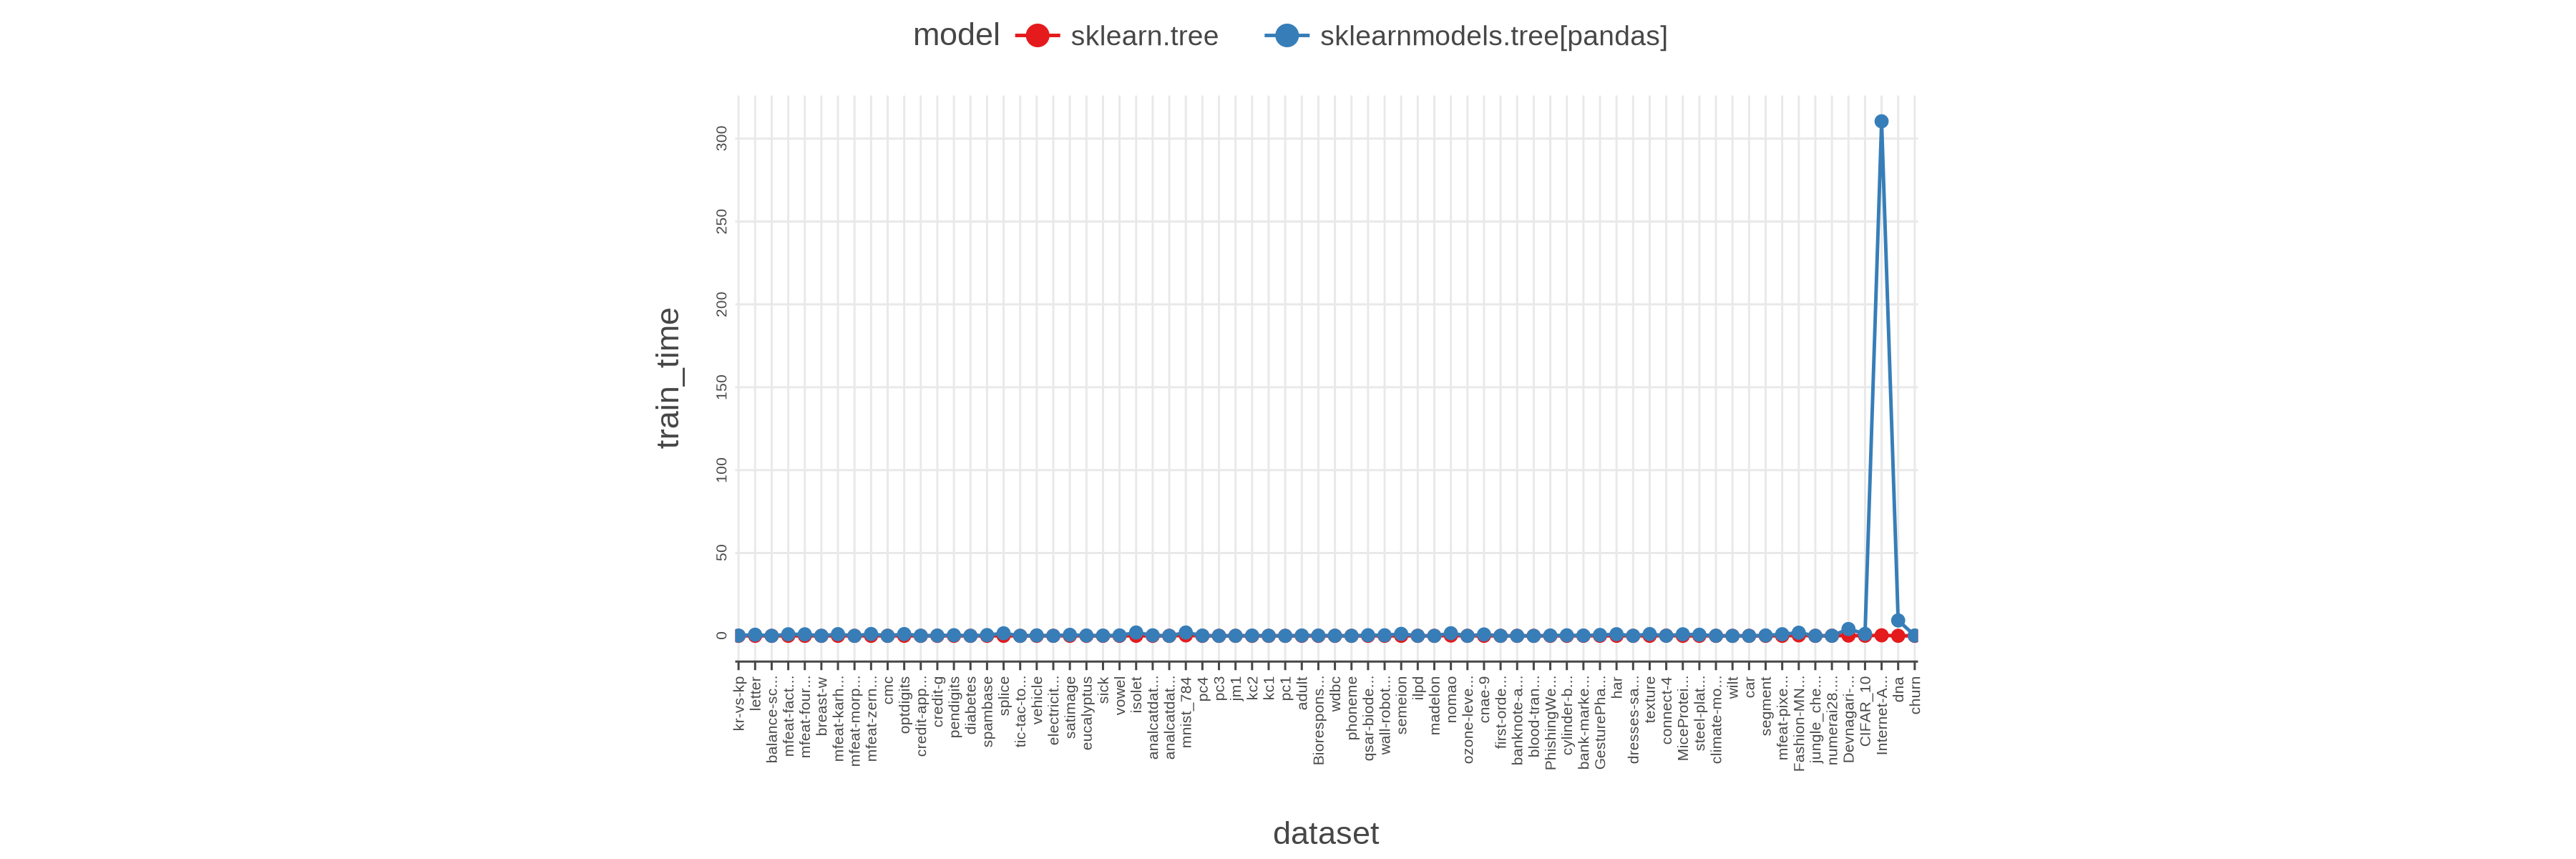 model sklearn.tree sklearnmodels.tree[pandas]
train_time
300
250
200
150
100
50
0
kr-vs-kp
letter
balance-sc...
mfeat-fact...
mfeat-four...
breast-w
mfeat-karh...
mfeat-morp...
mfeat-zern...
cmc
optdigits
credit-app...
credit-g
pendigits
diabetes
spambase
splice
tic-tac-to...
vehicle
electricit...
satimage
eucalyptus
sick
vowel
isolet
analcatdat...
analcatdat...
mnist_784
pc4
pc3
jm1
kc2
kc1
pc1
adult
Biorespons...
wdbc
phoneme
qsar-biode...
wall-robot...
semeion
ilpd
madelon
nomao
ozone-leve...
cnae-9
first-orde...
banknote-a...
blood-tran...
PhishingWe...
cylinder-b...
bank-marke...
GesturePha...
har
dresses-sa...
texture
connect-4
MiceProtei...
steel-plat...
climate-mo...
wilt
car
segment
mfeat-pixe...
Fashion-MN...
jungle_che...
numerai28....
Devnagari-...
CIFAR_10
Internet-A...
dna
churn
dataset